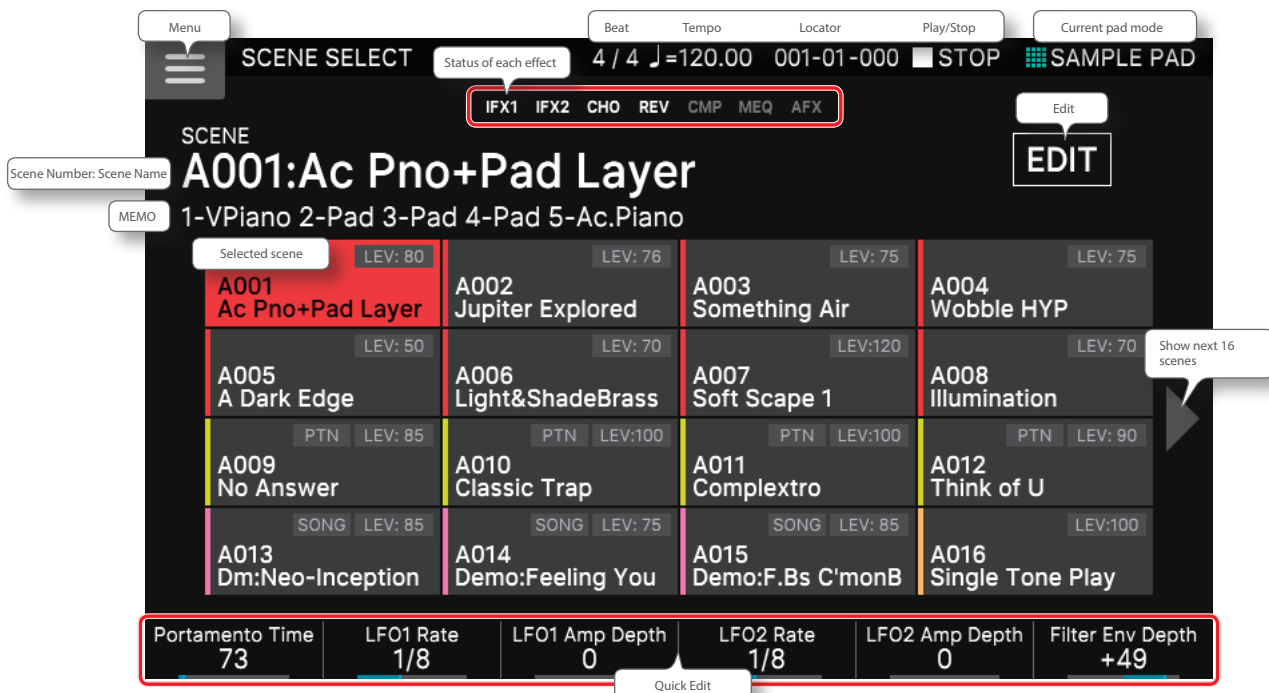 Menu
Beat Tempo Locator Play/Stop
Current pad mode
SCENE SELECT
Status of each effect
4 / 4 ♩=120.00 001-01-000 STOP SAMPLE PAD
IFX1 IFX2 CHO REV CMP MEQ AFX
Edit
SCENE
EDIT
Scene Number: Scene Name
A001:Ac Pno+Pad Layer
MEMO
1-VPiano 2-Pad 3-Pad 4-Pad 5-Ac.Piano
Selected scene
LEV: 80
A001
Ac Pno+Pad Layer
LEV: 76
A002
Jupiter Explored
LEV: 75
A003
Something Air
LEV: 75
A004
Wobble HYP
LEV: 50
A005
A Dark Edge
LEV: 70
A006
Light&ShadeBrass
LEV:120
A007
Soft Scape 1
LEV: 70
A008
Illumination
Show next 16
scenes
PTN LEV: 85
A009
No Answer
PTN LEV:100
A010
Classic Trap
PTN LEV:100
A011
Complextro
PTN LEV: 90
A012
Think of U
SONG LEV: 85
A013
Dm:Neo-Inception
SONG LEV: 75
A014
Demo:Feeling You
SONG LEV: 85
A015
Demo:F.Bs C'monB
LEV:100
A016
Single Tone Play
Portamento Time
73
LFO1 Rate
1/8
LFO1 Amp Depth
0
LFO2 Rate
1/8
LFO2 Amp Depth
0
Filter Env Depth
+49
Quick Edit